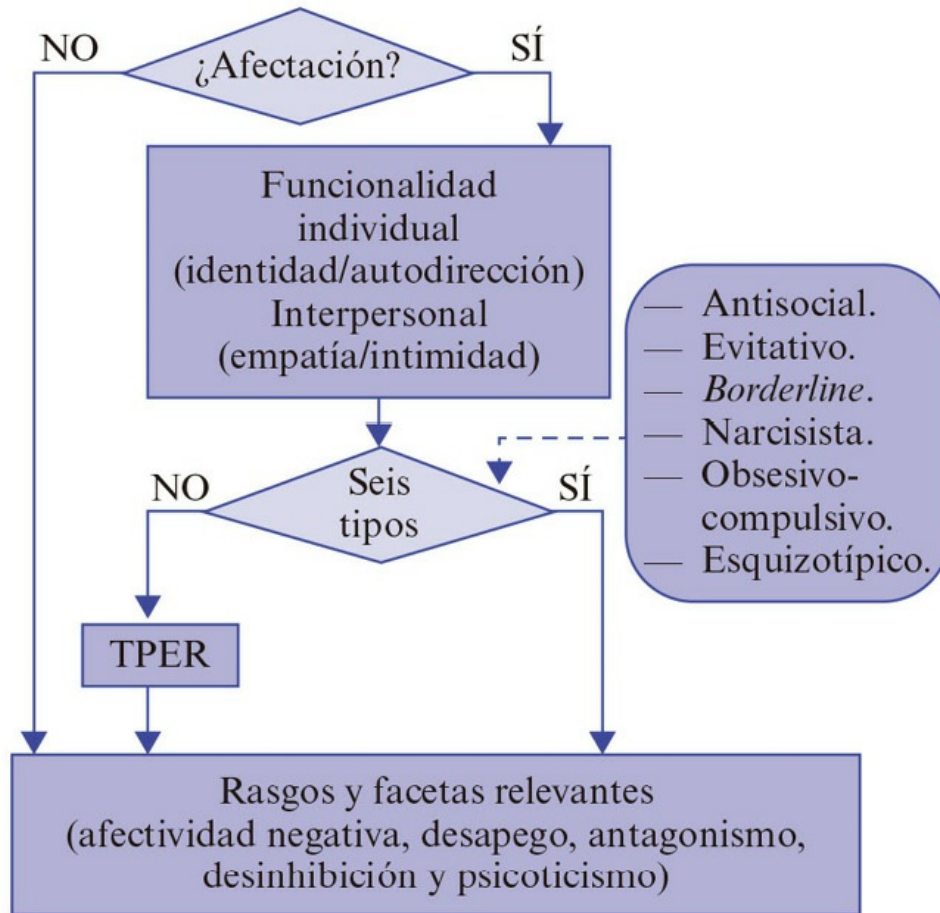 NO
¿Afectación?
SÍ
Funcionalidad
individual
(identidad/autodirección)
Interpersonal
(empatía/intimidad)
— Antisocial.
— Evitativo.
— Borderline.
— Narcisista.
— Obsesivo-
compulsivo.
— Esquizotípico.
NO
Seis
tipos
SÍ
TPER
Rasgos y facetas relevantes
(afectividad negativa, desapego, antagonismo,
desinhibición y psicoticismo)